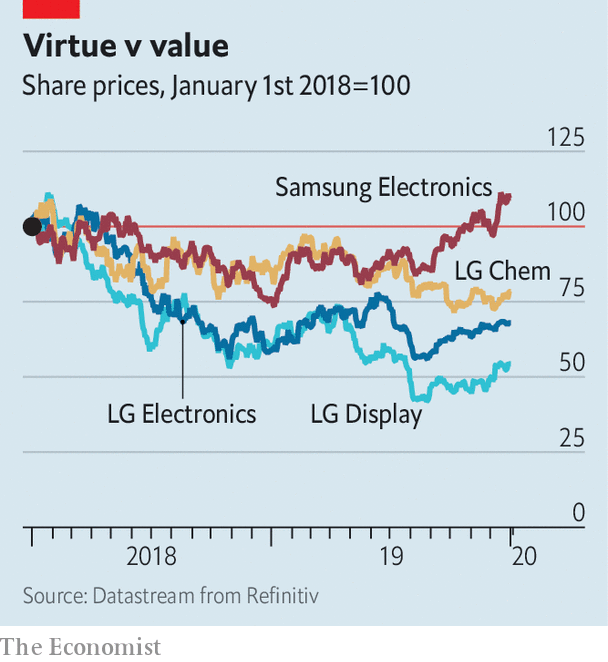 Virtue v value
Share prices, January 1st 2018=100
125
Samsung Electronics
100
LG Chem
75
50
LG Electronics
LG Display
25
0
2018
19
20
Source: Datastream from Refinitiv
The Economist